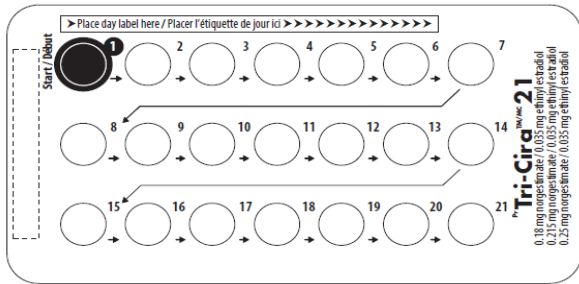 ➤Place day label here / Placer l'étiquette de jour ici ➤➤➤➤➤➤➤➤➤➤➤➤➤➤
Start / Début
1 2 3 4 5 6 7
8 9 10 11 12 13 14
15 16 17 18 19 20 21
Pr Tri-Cira™/MC 21
0.18 mg norgestimate / 0.035 mg ethinyl estradiol
0.215 mg norgestimate / 0.035 mg ethinyl estradiol
0.25 mg norgestimate / 0.035 mg ethinyl estradiol